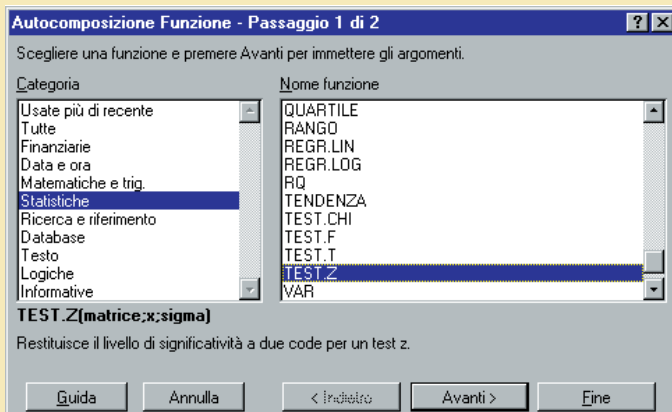 Autocomposizione Funzione - Passaggio 1 di 2
Scegliere una funzione e premere Avanti per immettere gli argomenti.
Categoria
Usate più di recente
Tutte
Finanziarie
Data e ora
Matematiche e trig.
Statistiche
Ricerca e riferimento
Database
Testo
Logiche
Informative
Nome funzione
QUARTILE
RANGO
REGR.LIN
REGR.LOG
RQ
TENDENZA
TEST.CHI
TEST.F
TEST.T
TEST.Z
VAR
TEST.Z(matrice;x;sigma)
Restituisce il livello di significatività a due code per un test z.
Guida
Annulla
< Indietro
Avanti >
Fine